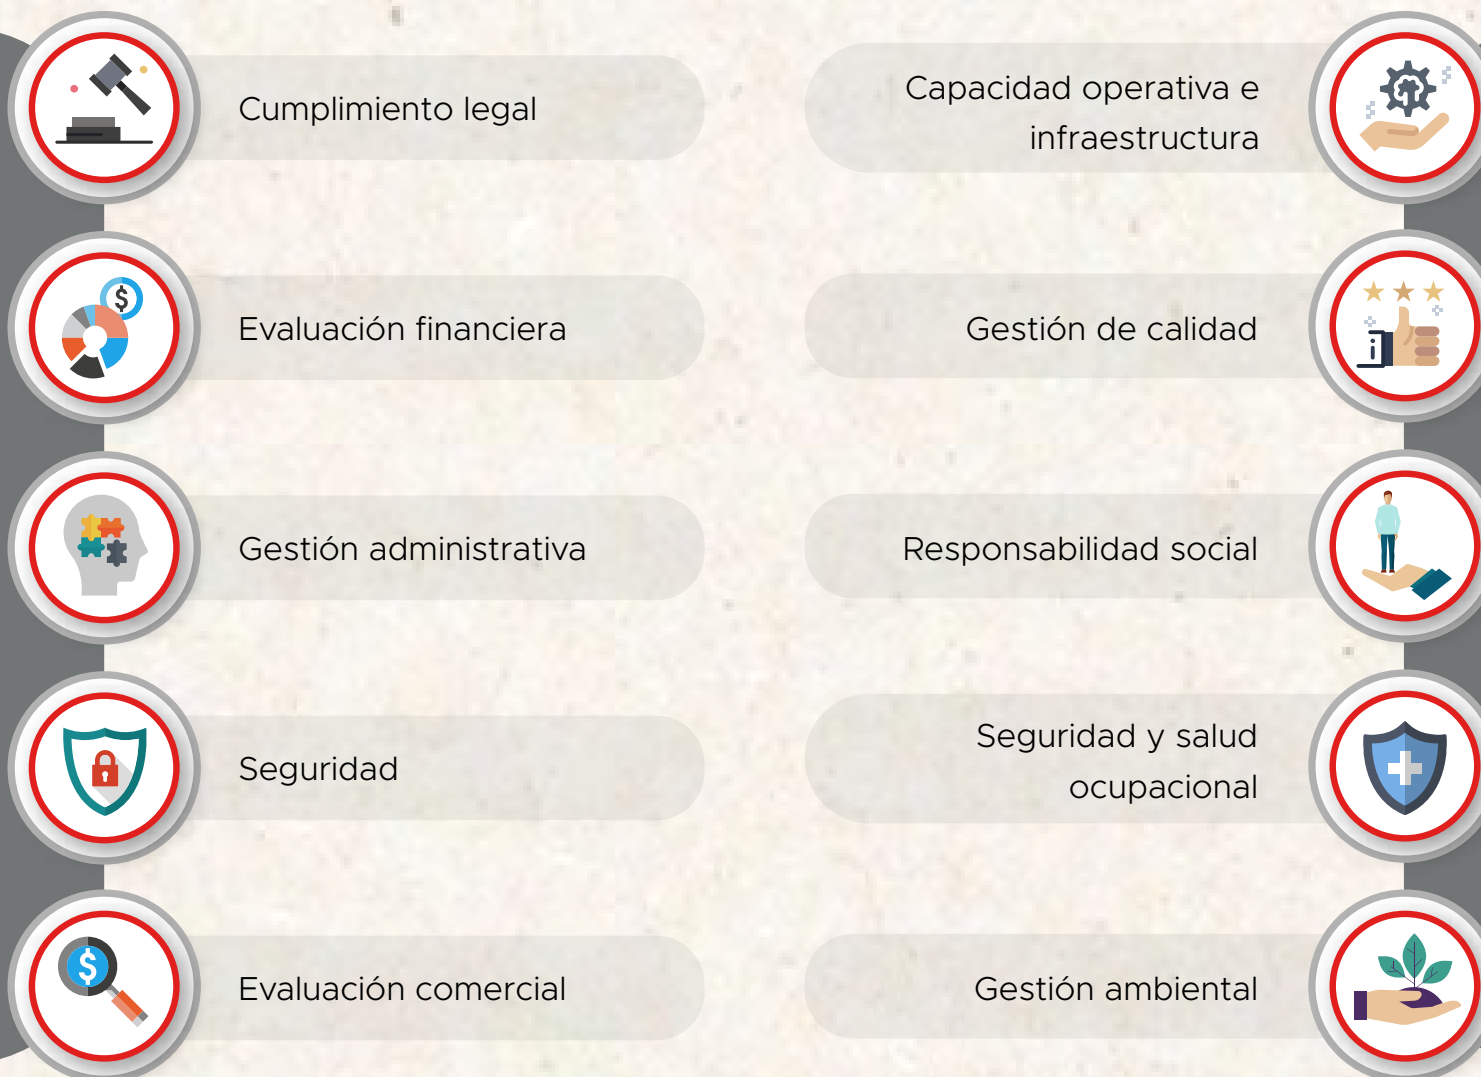 Cumplimiento legal
Evaluación financiera
Gestión administrativa
Seguridad
Evaluación comercial
Capacidad operativa e
infraestructura
Gestión de calidad
Responsabilidad social
Seguridad y salud
ocupacional
Gestión ambiental